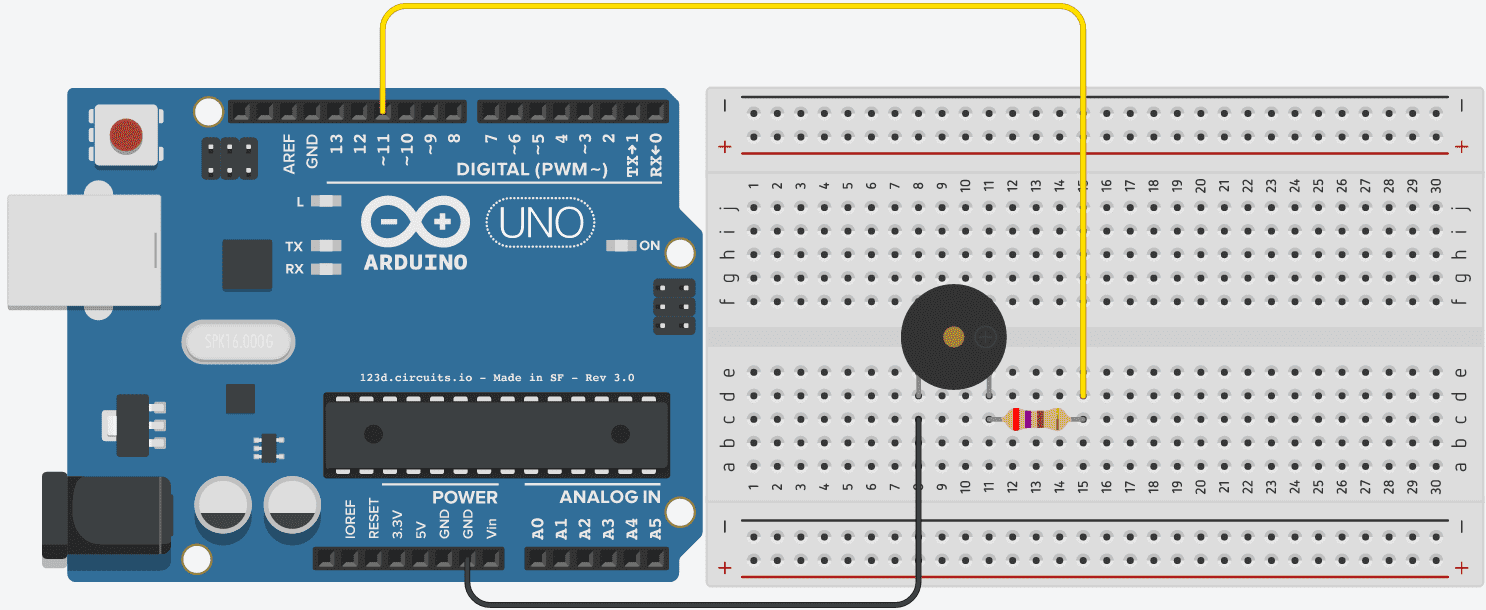 AREF
GND
13
12
~11
~10
~9
8
7
~6
~5
4
~3
2
TX→1
RX←0
DIGITAL (PWM~)
L
TX
RX
ARDUINO
UNO
ON
SPK16.000G
123d.circuits.io - Made in SF - Rev 3.0
POWER
ANALOG IN
IOREF
RESET
3.3V
5V
GND
GND
Vin
A0
A1
A2
A3
A4
A5
− −
+ +
1 2 3 4 5 6 7 8 9 10 11 12 13 14 15 16 17 18 19 20 21 22 23 24 25 26 27 28 29 30
j j
i i
h h
g g
f f
e e
d d
c c
b b
a a
1 2 3 4 5 6 7 8 9 10 11 12 13 14 15 16 17 18 19 20 21 22 23 24 25 26 27 28 29 30
− −
+ +